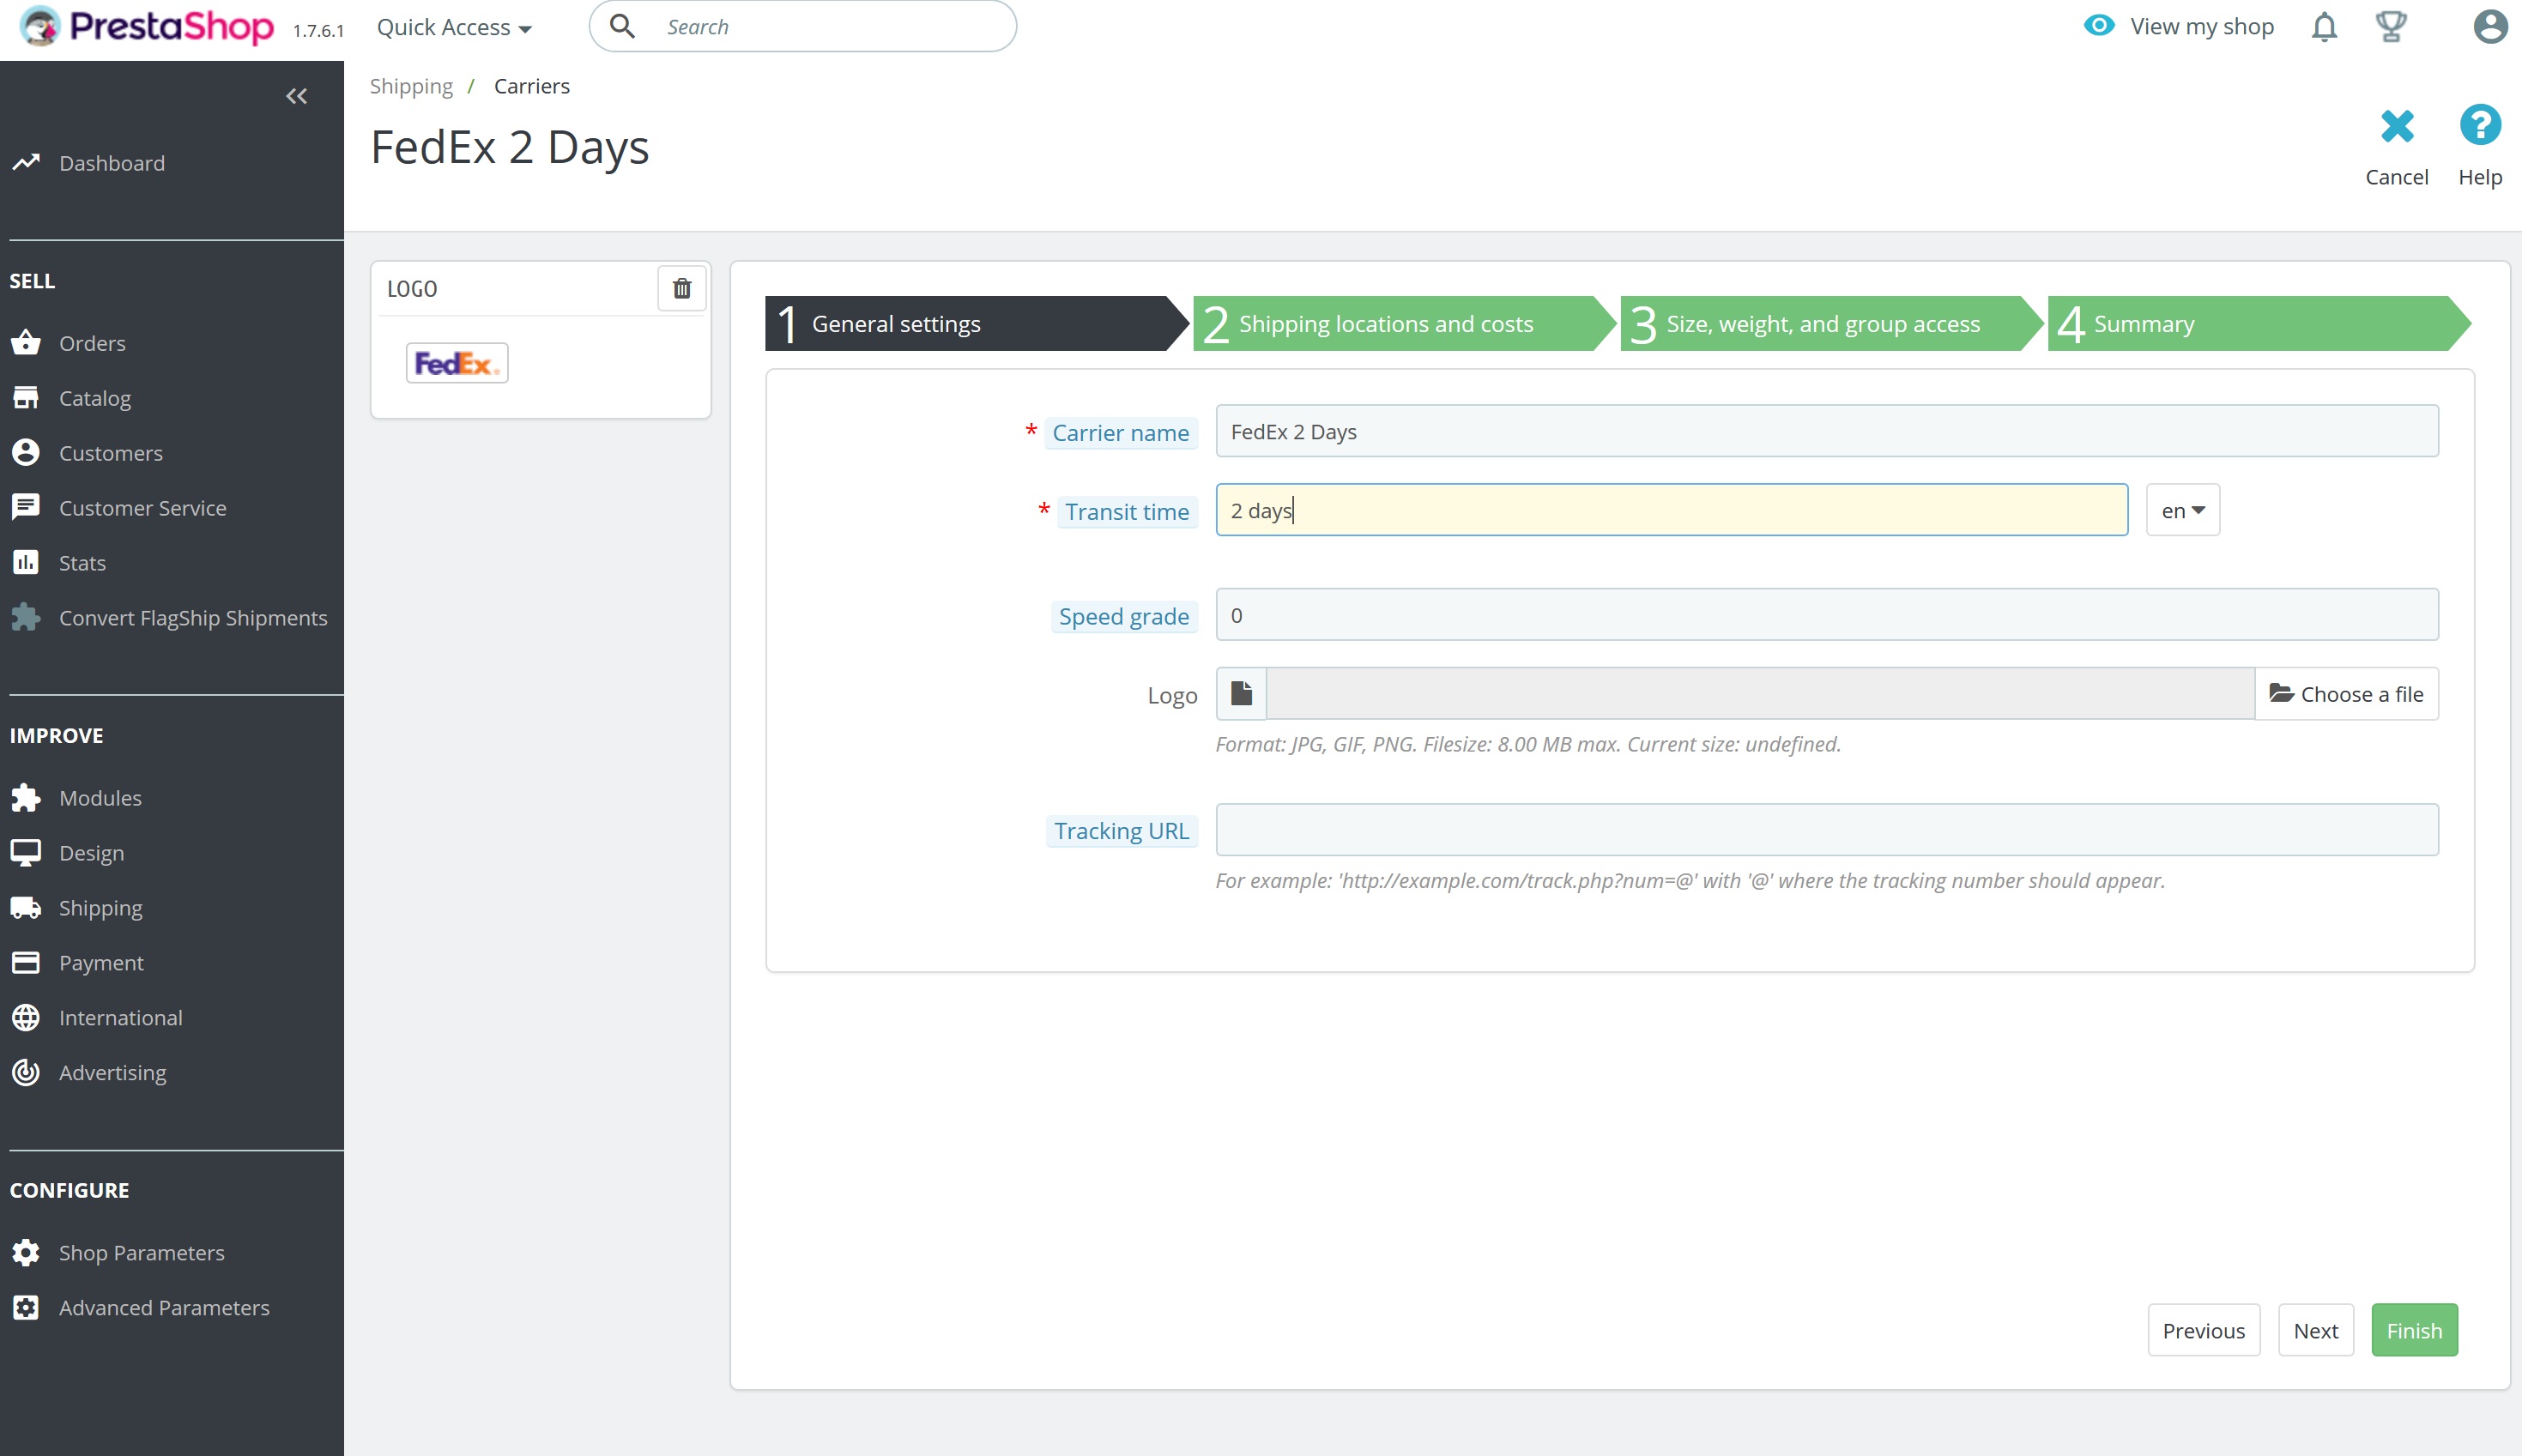 PrestaShop 1.7.6.1 Quick Access Search View my shop
Shipping / Carriers
FedEx 2 Days
Cancel Help
Dashboard
SELL
Orders
Catalog
Customers
Customer Service
Stats
Convert FlagShip Shipments
IMPROVE
Modules
Design
Shipping
Payment
International
Advertising
CONFIGURE
Shop Parameters
Advanced Parameters
LOGO
FedEx.
1 General settings 2 Shipping locations and costs 3 Size, weight, and group access 4 Summary
* Carrier name FedEx 2 Days
* Transit time 2 days en
Speed grade 0
Logo Choose a file
Format: JPG, GIF, PNG. Filesize: 8.00 MB max. Current size: undefined.
Tracking URL
For example: 'http://example.com/track.php?num=@' with '@' where the tracking number should appear.
Previous Next Finish